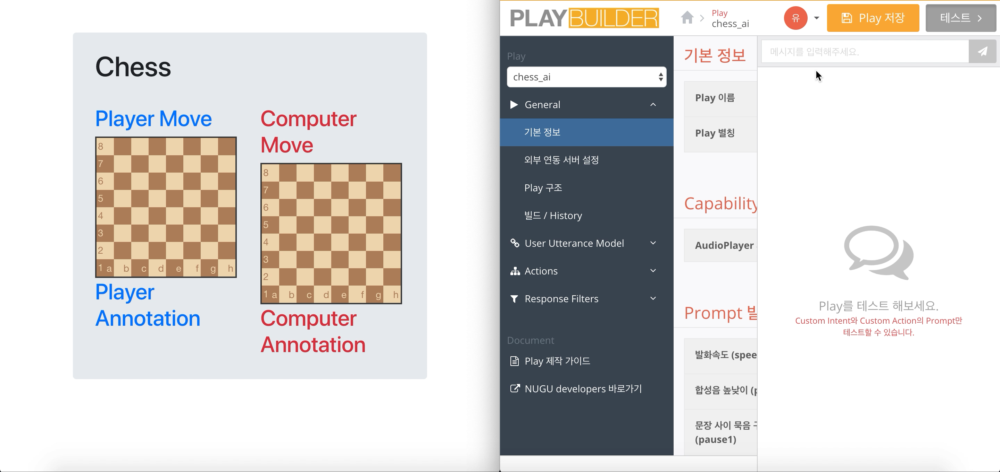 Chess
Player Move
8
7
6
5
4
3
2
1 a b c d e f g h
Player
Annotation
Computer
Move
8
7
6
5
4
3
2
1 a b c d e f g h
Computer
Annotation
PLAYBUILDER
Play
chess_ai
유
Play 저장
테스트
Play
chess_ai
General
기본 정보
외부 연동 서버 설정
Play 구조
빌드 / History
User Utterance Model
Actions
Response Filters
Document
Play 제작 가이드
NUGU developers 바로가기
기본 정보
Play 이름
Play 별칭
Capability
AudioPlayer
Prompt 발
발화속도 (spee
합성음 높낮이 (p
문장 사이 묵음
(pause1)
메시지를 입력해주세요.
Play를 테스트 해보세요.
Custom Intent와 Custom Action의 Prompt만
테스트할 수 있습니다.